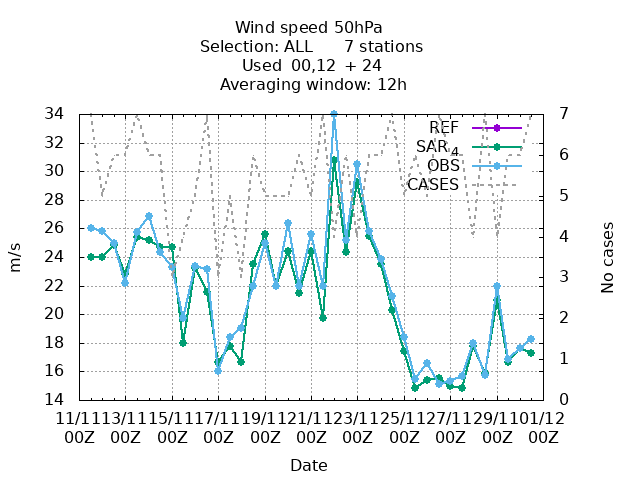 Wind speed 50hPa
Selection: ALL 7 stations
Used 00,12 + 24
Averaging window: 12h
34 7
32
30 6
28 5
26
24 4
22 3
20
18 2
16 1
14 0
m/s
No cases
REF
SAR_4
OBS
CASES
11/11 13/11 15/11 17/11 19/11 21/11 23/11 25/11 27/11 29/11 01/12
00Z 00Z 00Z 00Z 00Z 00Z 00Z 00Z 00Z 00Z 00Z
Date